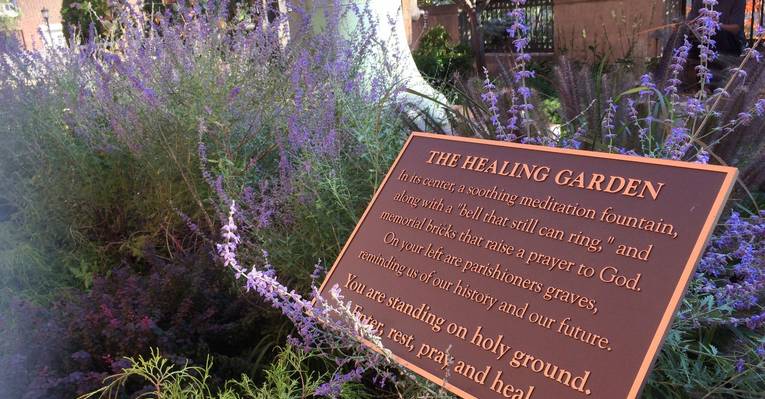 THE HEALING GARDEN
In its center, a soothing meditation fountain,
along with a "bell that still can ring," and
memorial bricks that raise a prayer to God.
On your left are parishioners graves,
reminding us of our history and our future.
You are standing on holy ground.
Enter, rest, pray and heal.